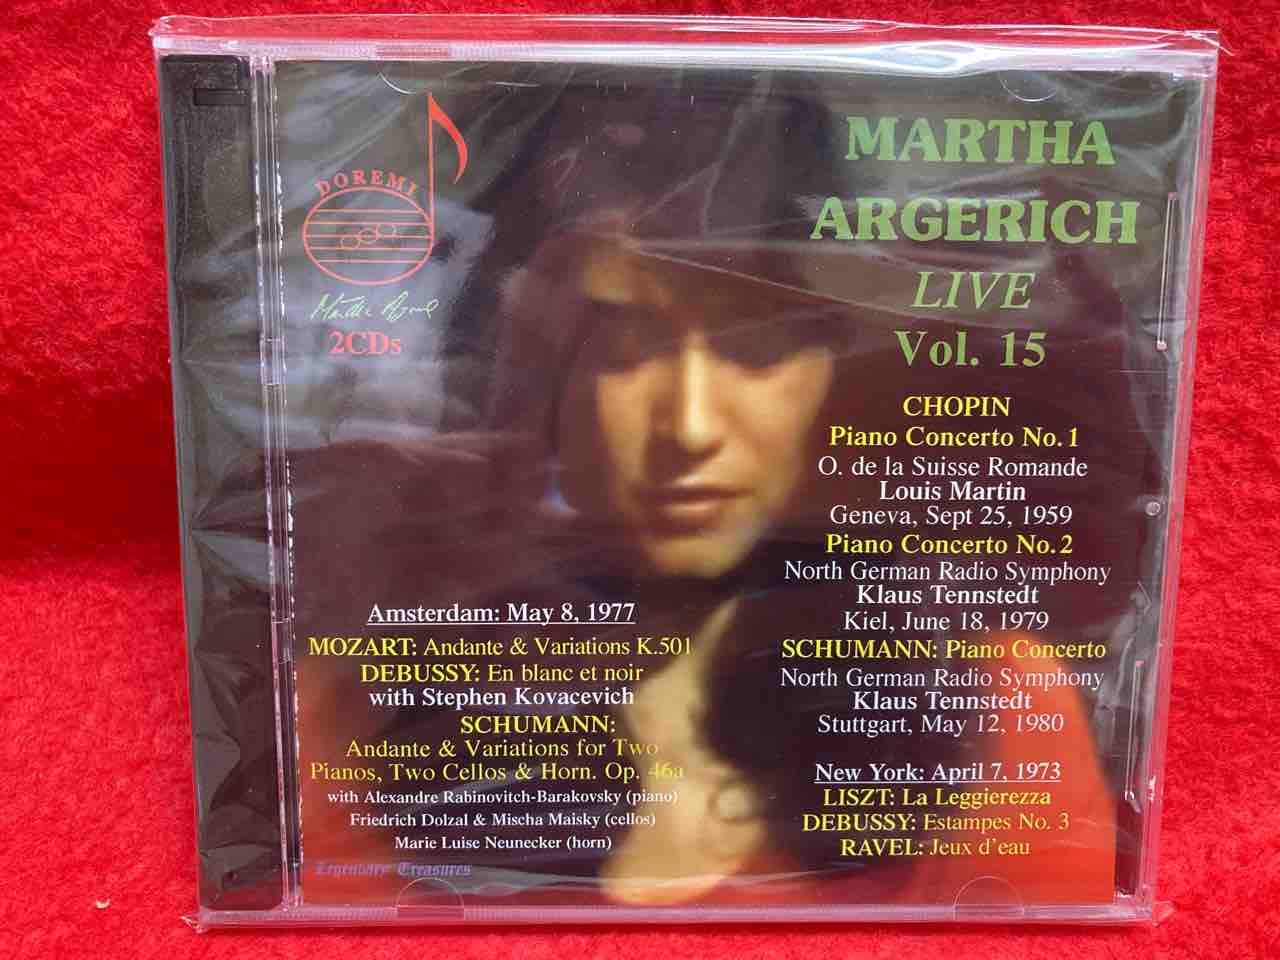 DOREMI
Martha Argerich
2CDs
MARTHA
ARGERICH
LIVE
Vol. 15
CHOPIN
Piano Concerto No. 1
O. de la Suisse Romande
Louis Martin
Geneva, Sept 25, 1959
Piano Concerto No. 2
North German Radio Symphony
Klaus Tennstedt
Kiel, June 18, 1979
SCHUMANN: Piano Concerto
North German Radio Symphony
Klaus Tennstedt
Stuttgart, May 12, 1980
New York: April 7, 1973
LISZT: La Leggierezza
DEBUSSY: Estampes No. 3
RAVEL: Jeux d'eau
Amsterdam: May 8, 1977
MOZART: Andante & Variations K.501
DEBUSSY: En blanc et noir
with Stephen Kovacevich
SCHUMANN:
Andante & Variations for Two
Pianos, Two Cellos & Horn. Op. 46a
with Alexandre Rabinovitch-Barakovsky (piano)
Friedrich Dolzal & Mischa Maisky (cellos)
Marie Luise Neunecker (horn)
Legendary Treasures